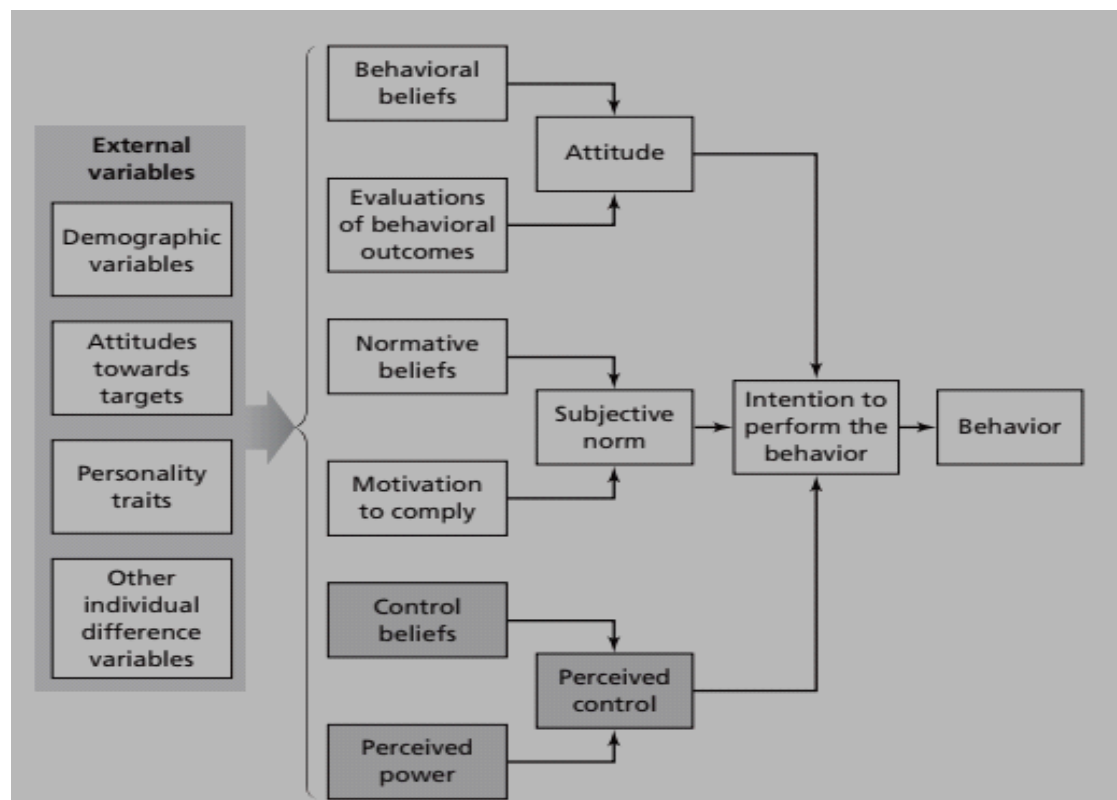 External
variables
Demographic
variables
Attitudes
towards
targets
Personality
traits
Other
individual
difference
variables
Behavioral
beliefs
Evaluations
of behavioral
outcomes
Normative
beliefs
Motivation
to comply
Control
beliefs
Perceived
power
Attitude
Subjective
norm
Perceived
control
Intention to
perform the
behavior
Behavior